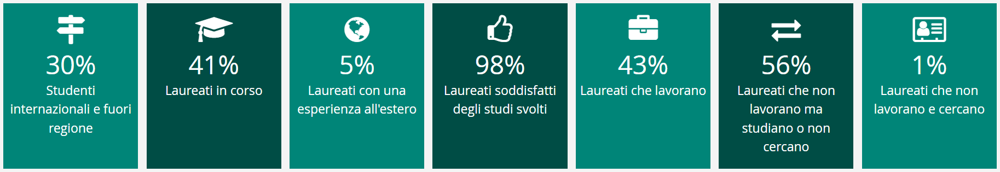 30%
Studenti
internazionali e fuori
regione
41%
Laureati in corso
5%
Laureati con una
esperienza all'estero
98%
Laureati soddisfatti
degli studi svolti
43%
Laureati che lavorano
56%
Laureati che non
lavorano ma
studiano o non
cercano
1%
Laureati che non
lavorano e cercano